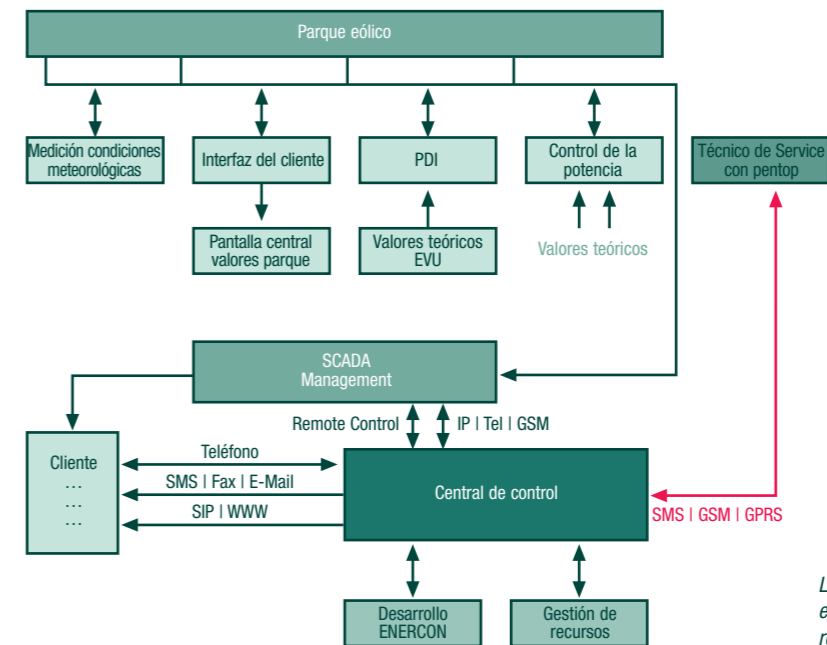 Parque eólico
Medición condiciones
meteorológicas
Interfaz del cliente
PDI
Control de la
potencia
Técnico de Service
con pentop
Pantalla central
valores parque
Valores teóricos
EVU
Valores teóricos
SCADA
Management
Remote Control
IP | Tel | GSM
Cliente
...
...
...
Teléfono
SMS | Fax | E-Mail
SIP | WWW
Central de control
SMS | GSM | GPRS
Desarrollo
ENERCON
Gestión de
recursos